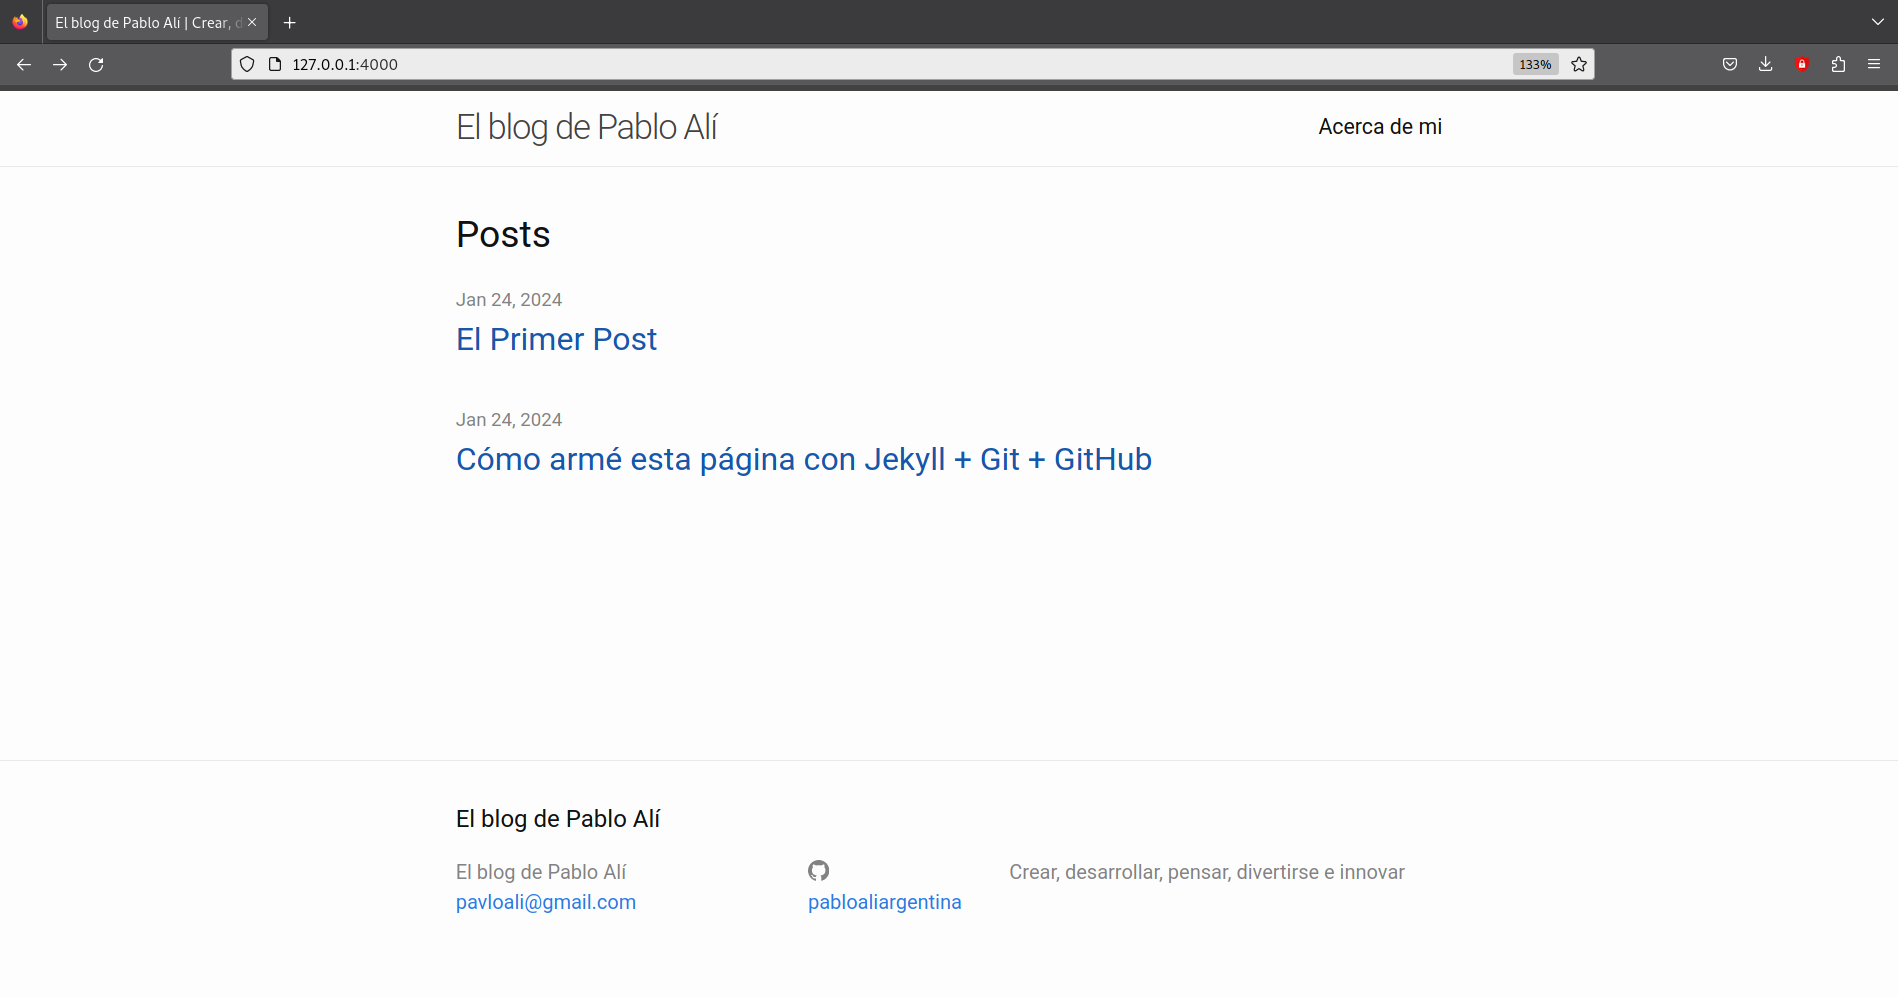 El blog de Pablo Alí | Crear, d
127.0.0.1:4000
133%
El blog de Pablo Alí
Acerca de mi
Posts
Jan 24, 2024
El Primer Post
Jan 24, 2024
Cómo armé esta página con Jekyll + Git + GitHub
El blog de Pablo Alí
El blog de Pablo Alí
pavloali@gmail.com
pabloaliargentina
Crear, desarrollar, pensar, divertirse e innovar